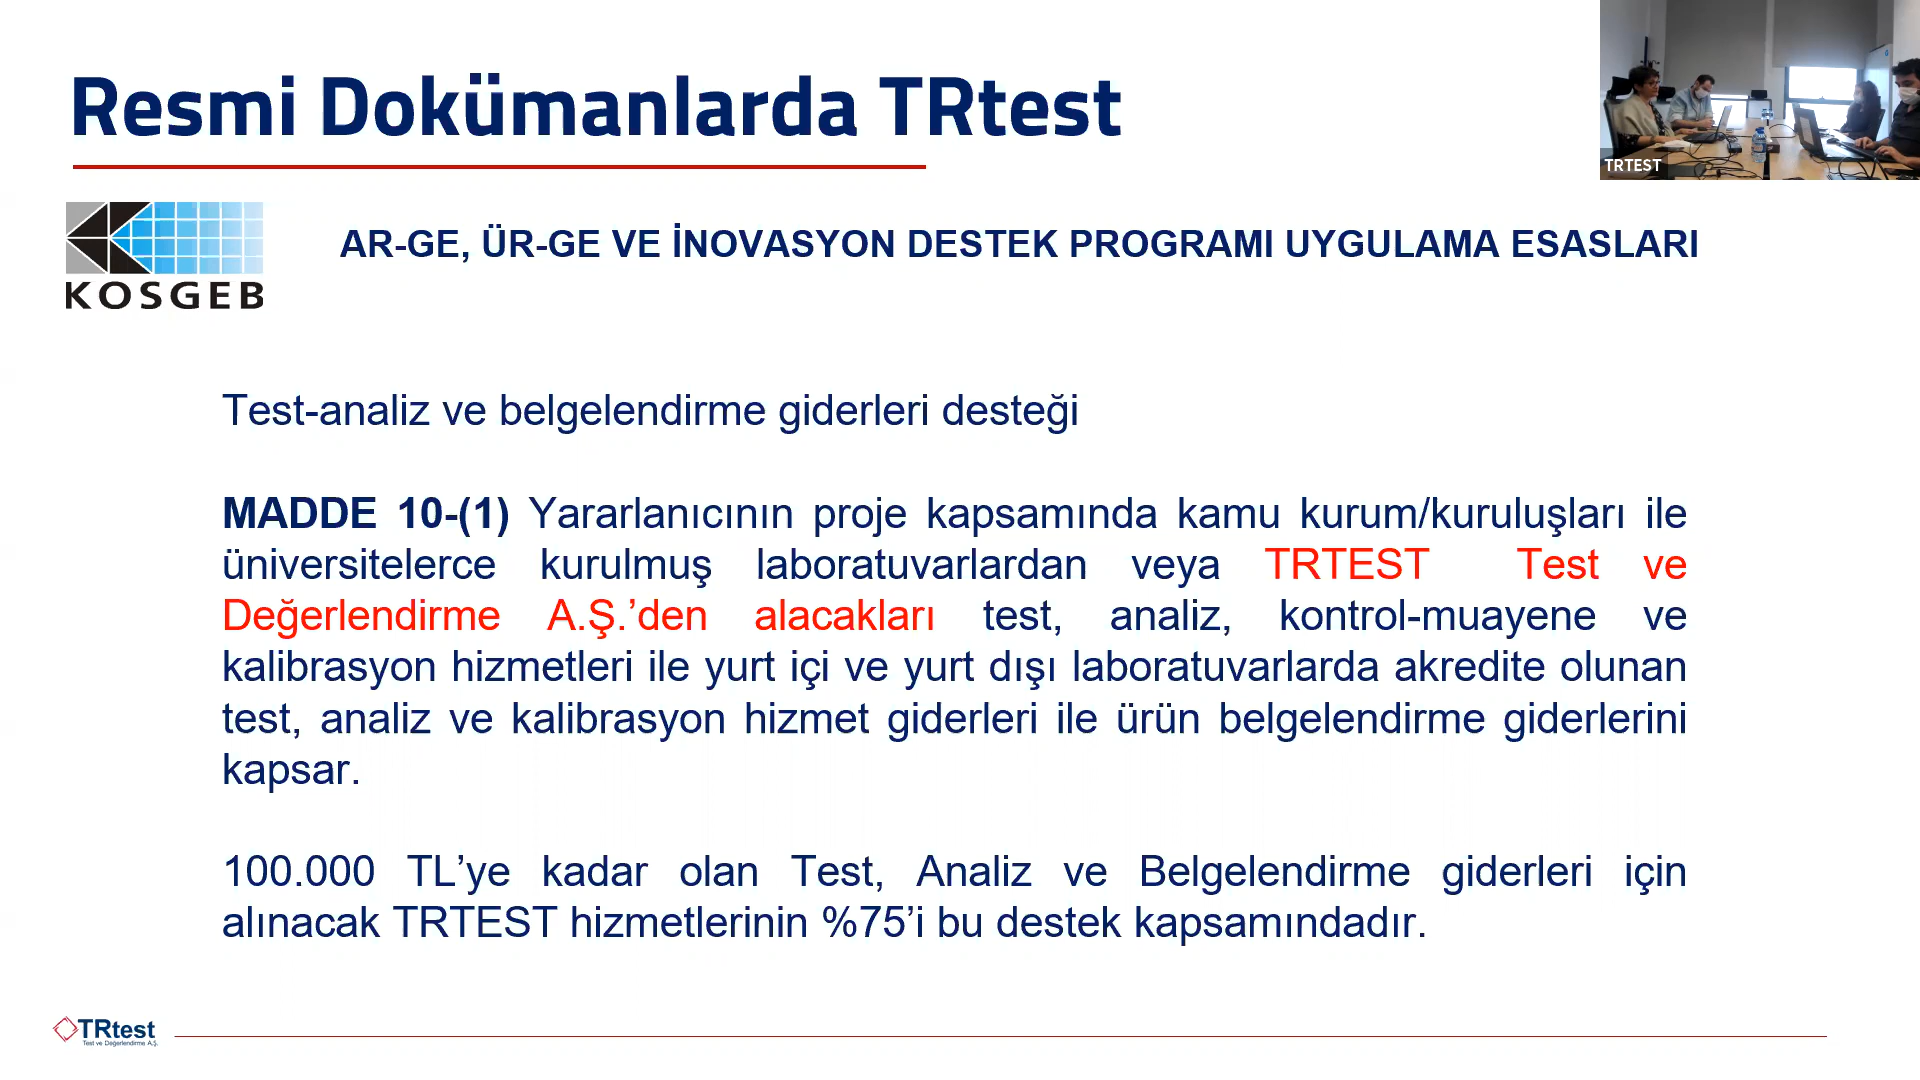 Resmi Dokümanlarda TRtest
TRTEST
KOSGEB
AR-GE, ÜR-GE VE İNOVASYON DESTEK PROGRAMI UYGULAMA ESASLARI
Test-analiz ve belgelendirme giderleri desteği
MADDE 10-(1) Yararlanıcının proje kapsamında kamu kurum/kuruluşları ile
üniversitelerce kurulmuş laboratuvarlardan veya TRTEST Test ve
Değerlendirme A.Ş.’den alacakları test, analiz, kontrol-muayene ve
kalibrasyon hizmetleri ile yurt içi ve yurt dışı laboratuvarlarda akredite olunan
test, analiz ve kalibrasyon hizmet giderleri ile ürün belgelendirme giderlerini
kapsar.
100.000 TL’ye kadar olan Test, Analiz ve Belgelendirme giderleri için
alınacak TRTEST hizmetlerinin %75’i bu destek kapsamındadır.
TRtest
Test ve Değerlendirme A.Ş.